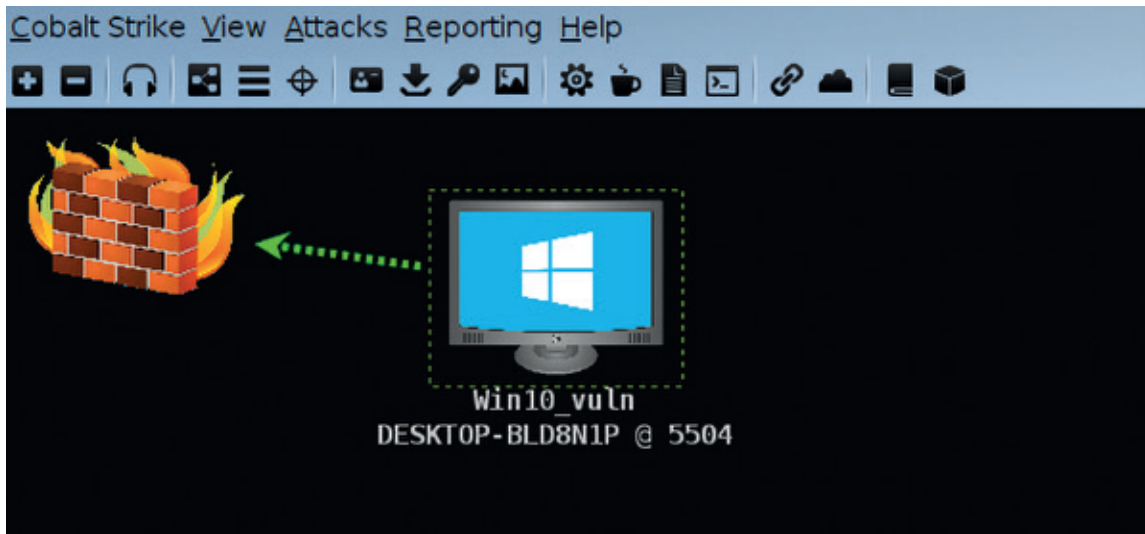 Cobalt Strike View Attacks Reporting Help
Win10_vuln
DESKTOP-BLD8N1P @ 5504